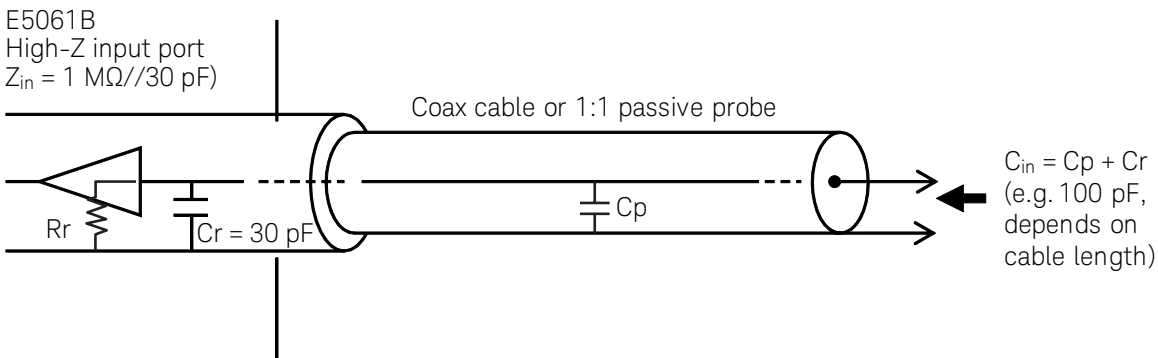 E5061B
High-Z input port
Zin = 1 MΩ//30 pF)
Coax cable or 1:1 passive probe
Cin = Cp + Cr
(e.g. 100 pF,
depends on
cable length)
Rr
Cr = 30 pF
Cp